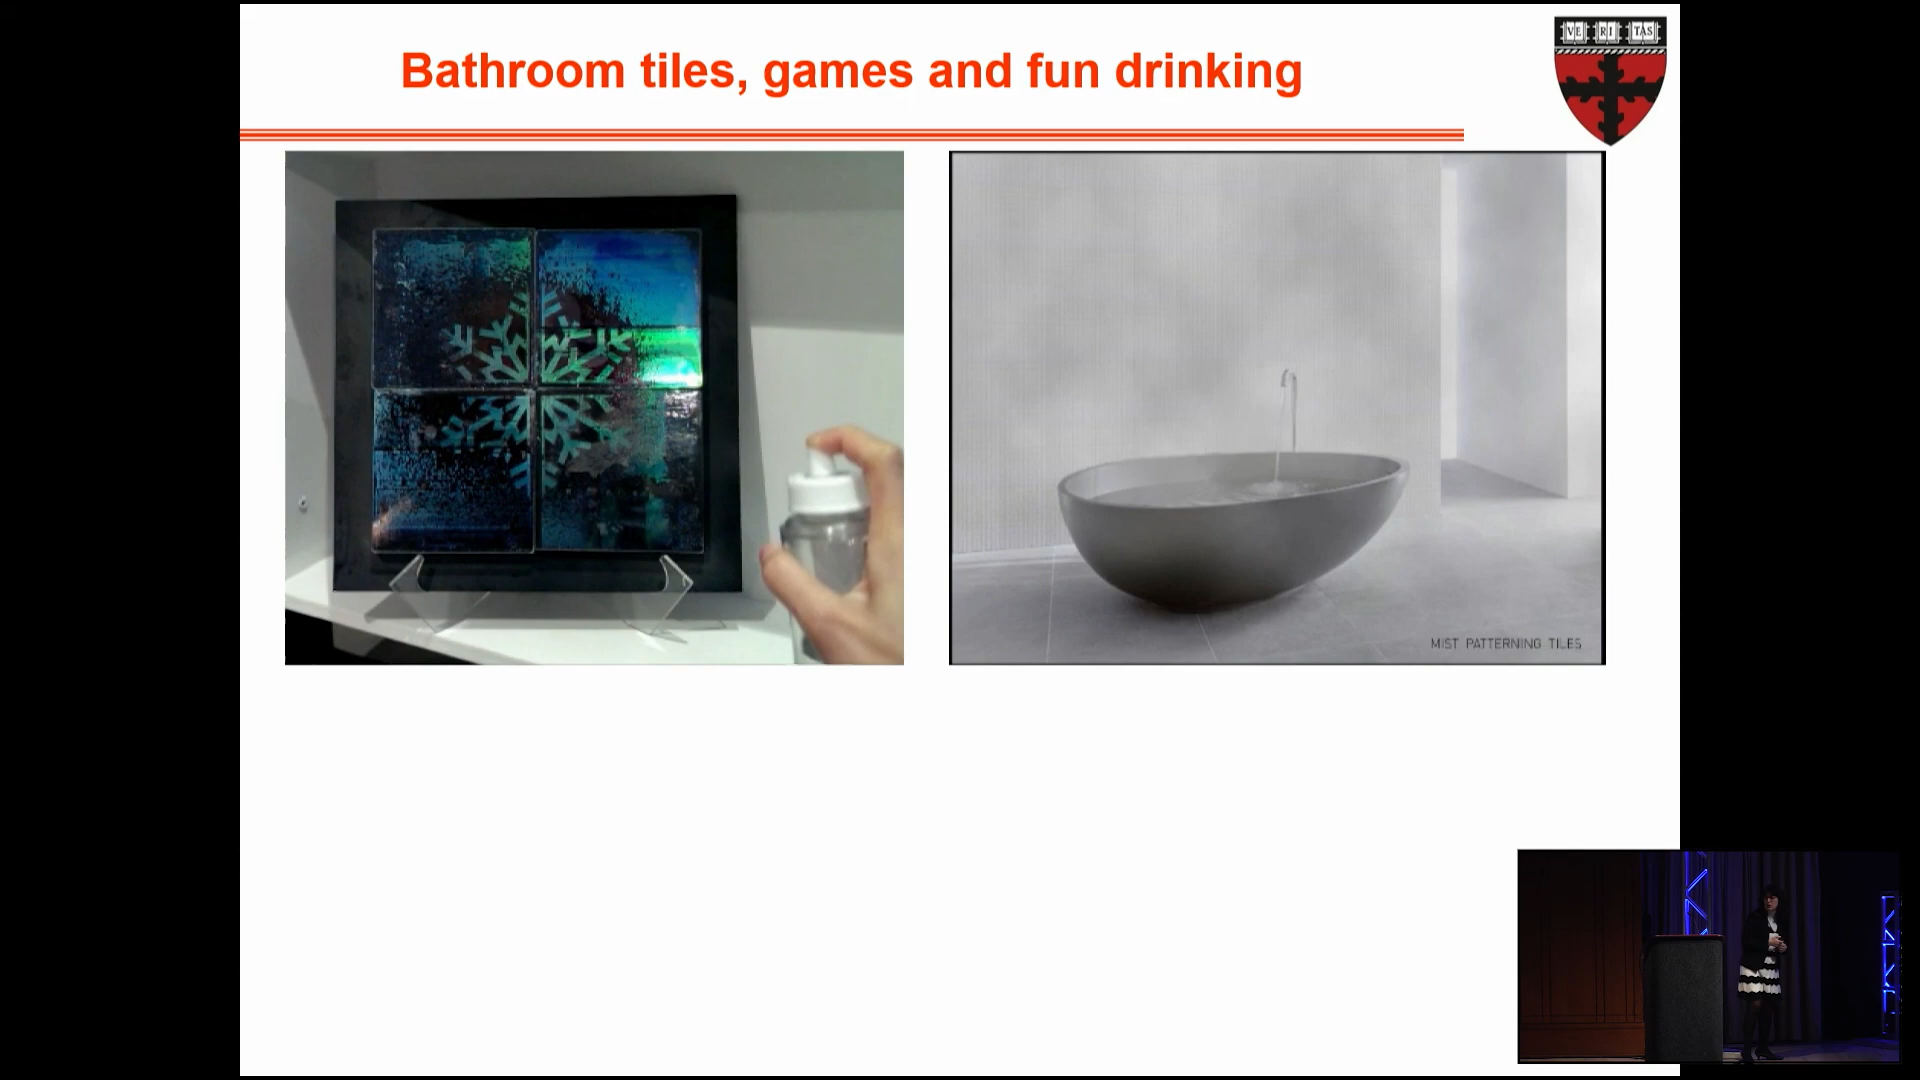 Bathroom tiles, games and fun drinking
VE RI TAS
MIST PATTERNING TILES